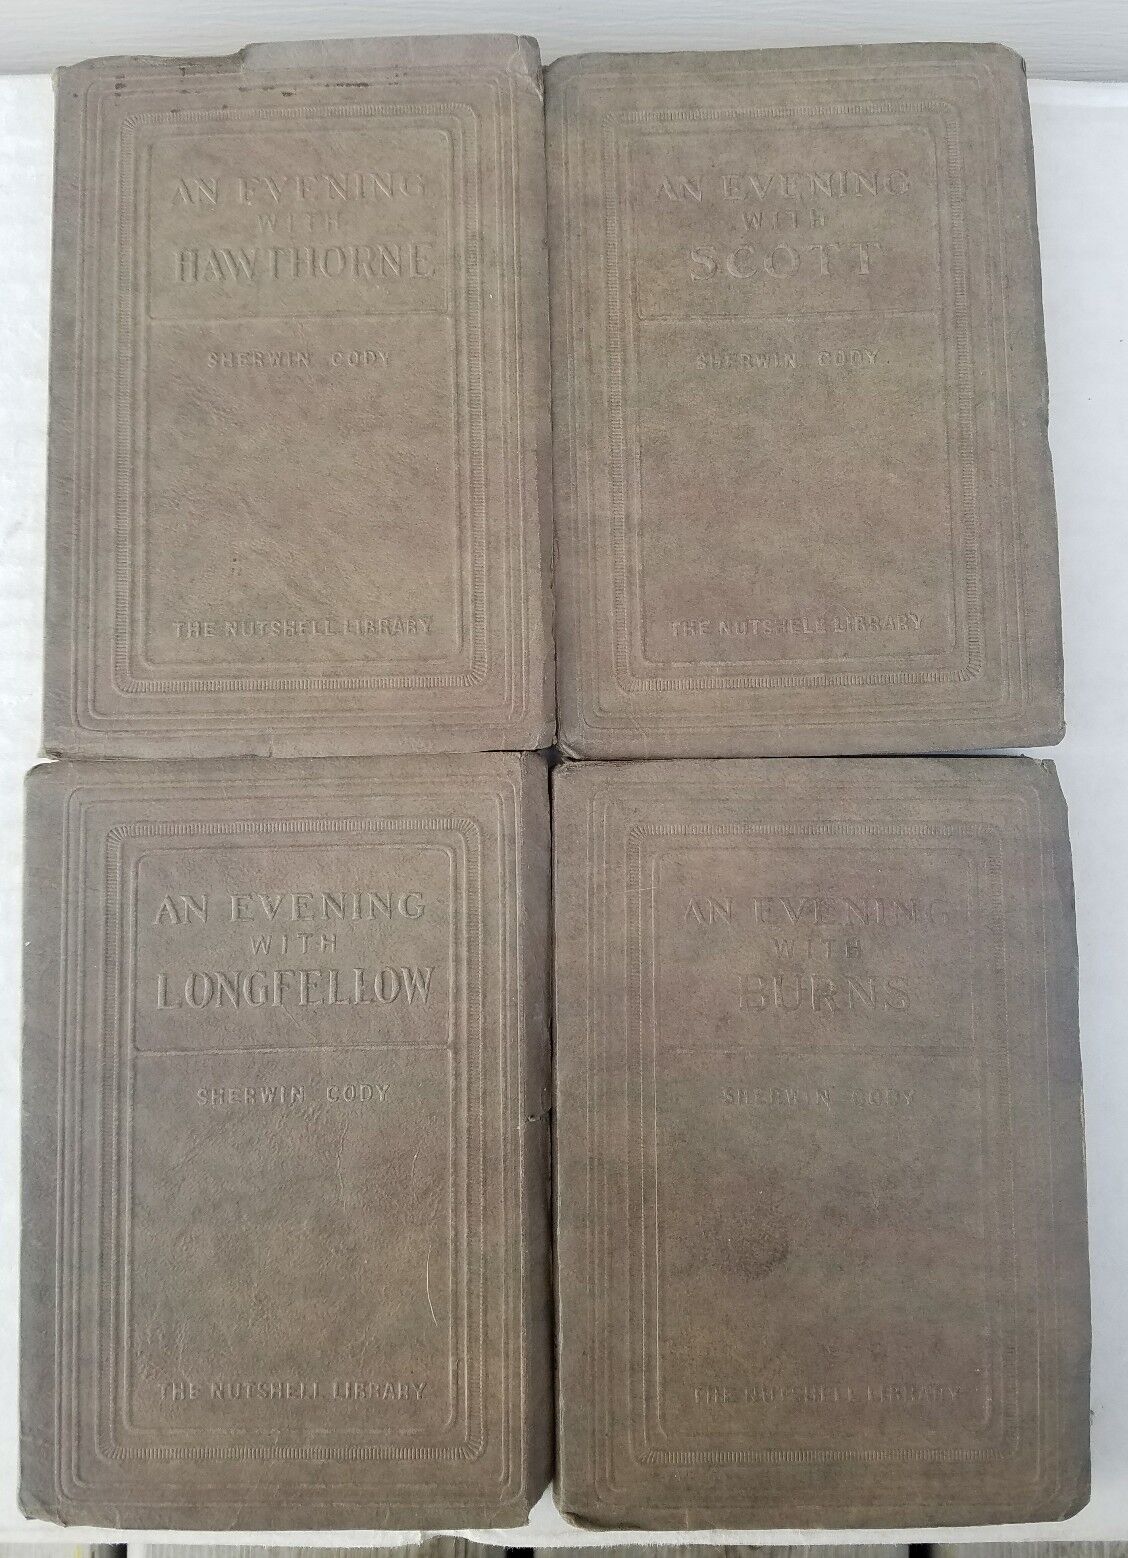 AN EVENING
WITH
HAWTHORNE
SHERWIN CODY
THE NUTSHELL LIBRARY
AN EVENING
WITH
SCOTT
SHERWIN CODY
THE NUTSHELL LIBRARY
AN EVENING
WITH
LONGFELLOW
SHERWIN CODY
THE NUTSHELL LIBRARY
AN EVENING
WITH
BURNS
SHERWIN CODY
THE NUTSHELL LIBRARY